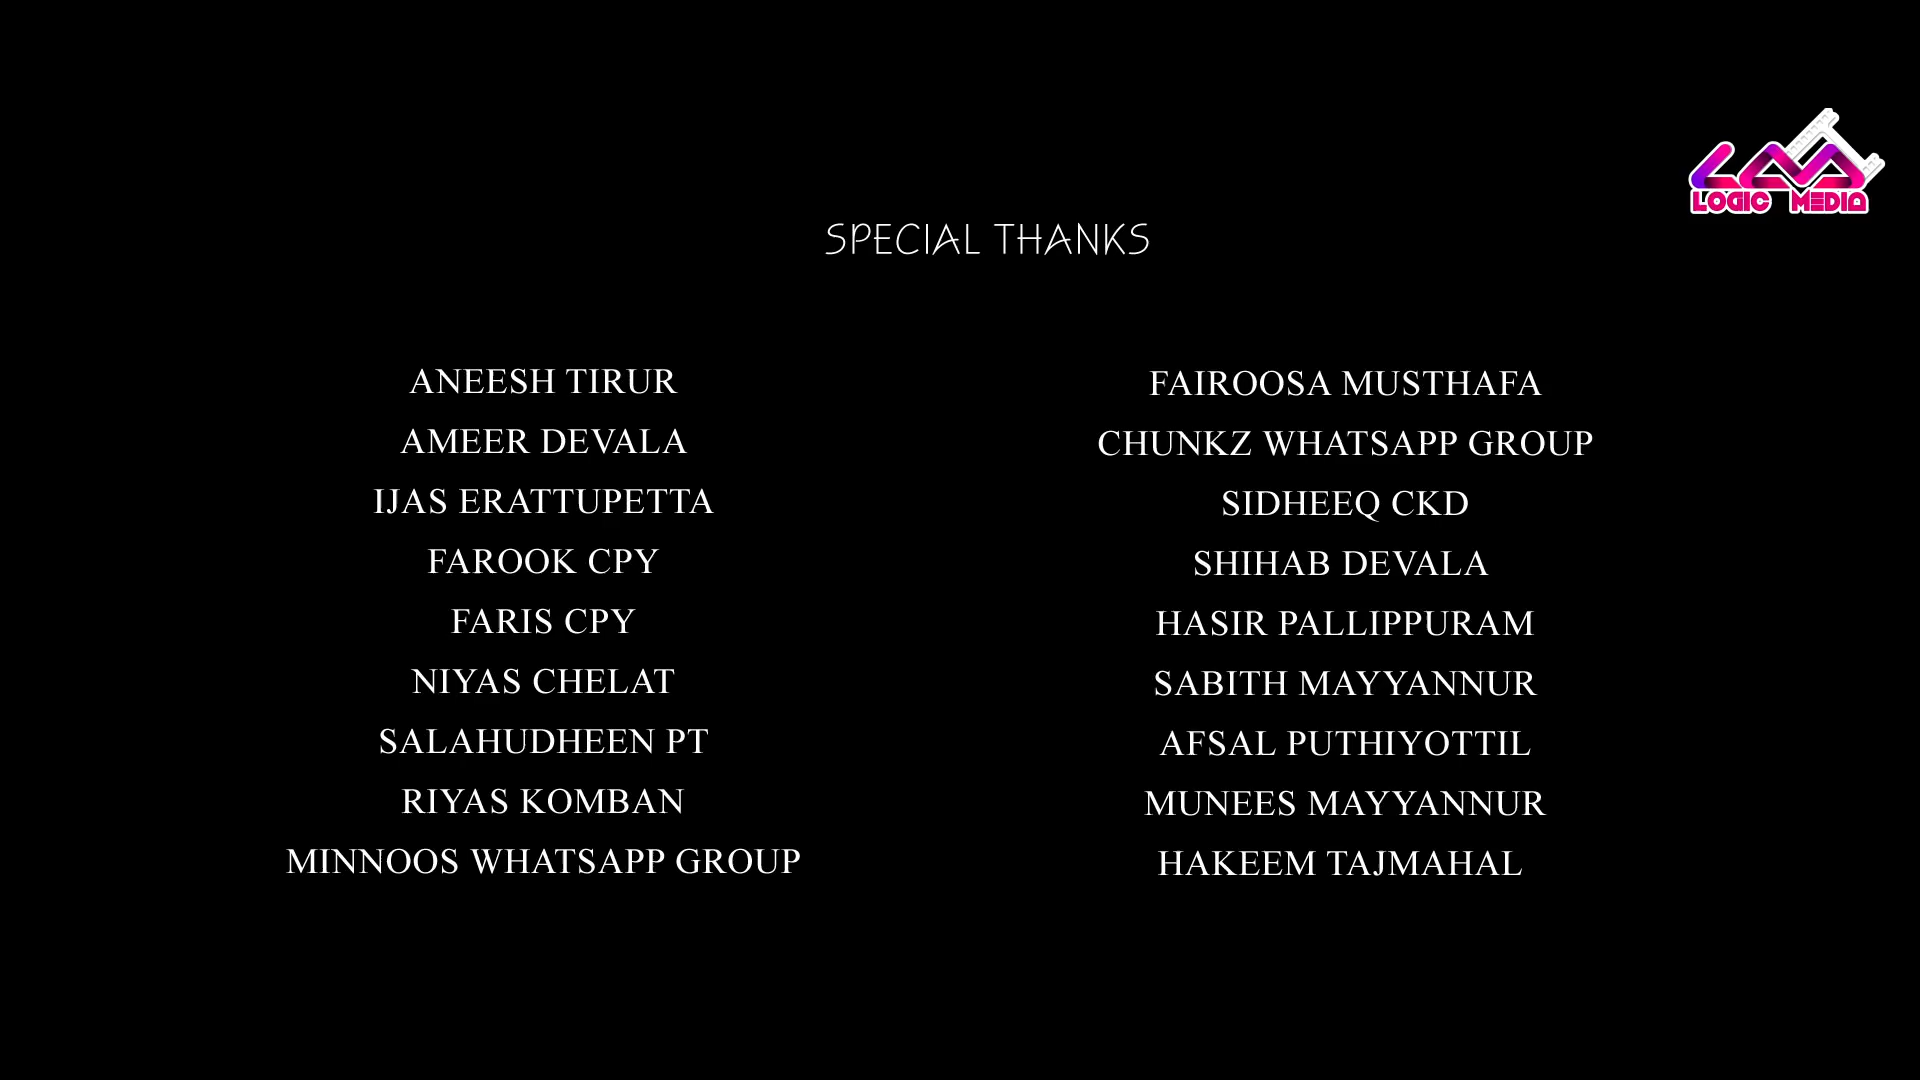 LOGIC MEDIA
SPECIAL THANKS
ANEESH TIRUR
AMEER DEVALA
IJAS ERATTUPETTA
FAROOK CPY
FARIS CPY
NIYAS CHELAT
SALAHUDHEEN PT
RIYAS KOMBAN
MINNOOS WHATSAPP GROUP
FAIROOSA MUSTHAFA
CHUNKZ WHATSAPP GROUP
SIDHEEQ CKD
SHIHAB DEVALA
HASIR PALLIPPURAM
SABITH MAYYANNUR
AFSAL PUTHIYOTTIL
MUNEES MAYYANNUR
HAKEEM TAJMAHAL